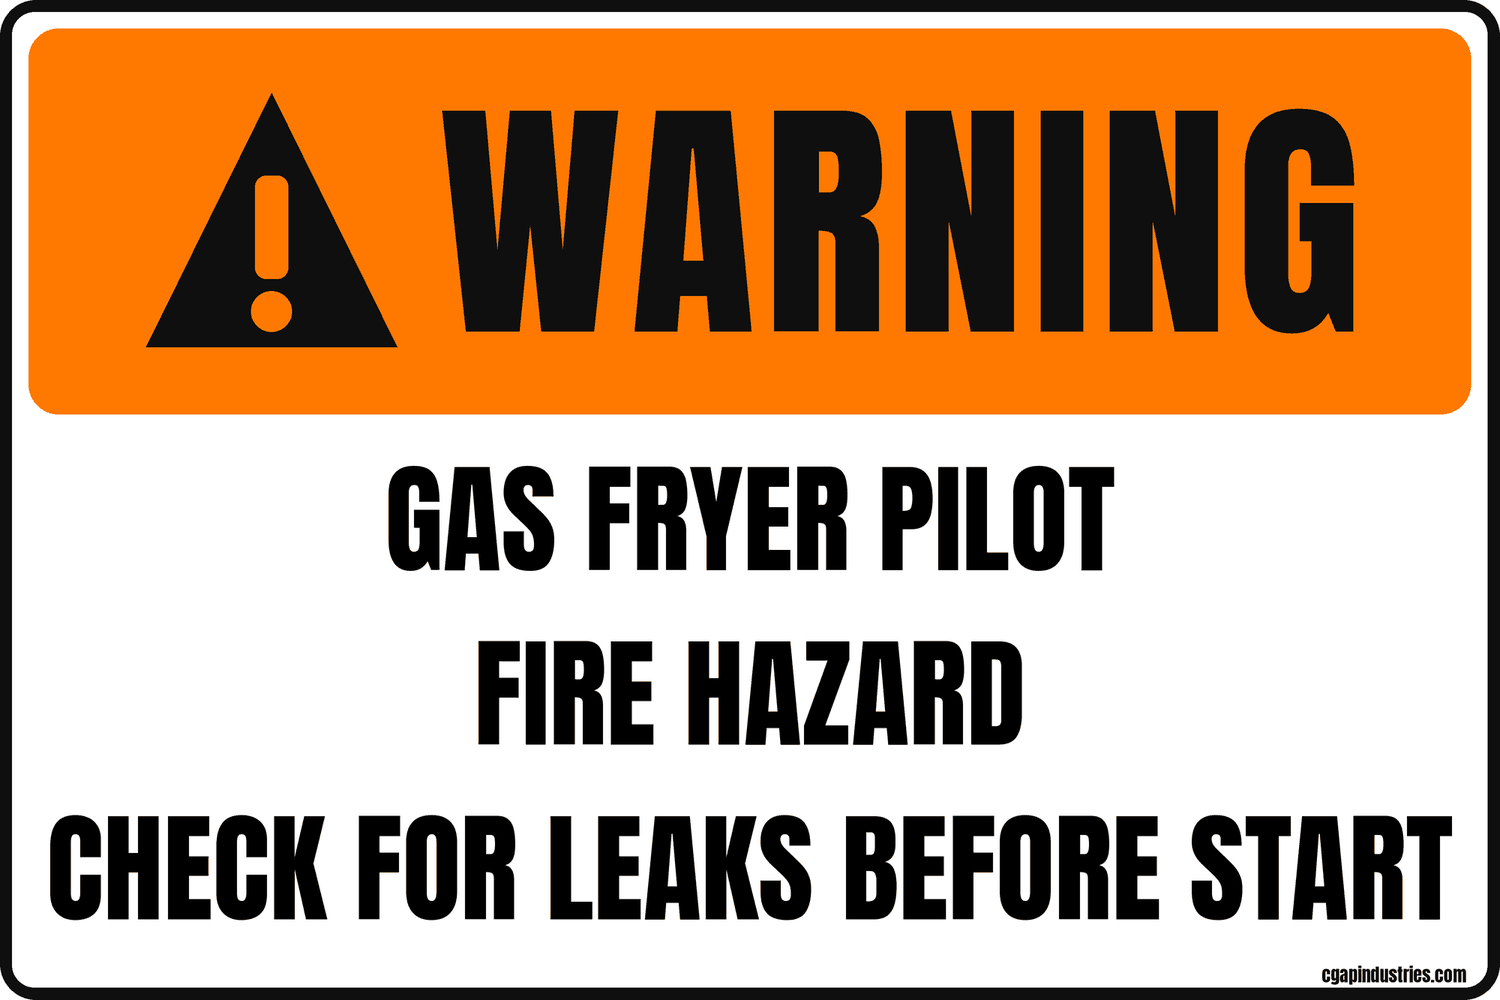 WARNING
GAS FRYER PILOT
FIRE HAZARD
CHECK FOR LEAKS BEFORE START
cgapindustries.com